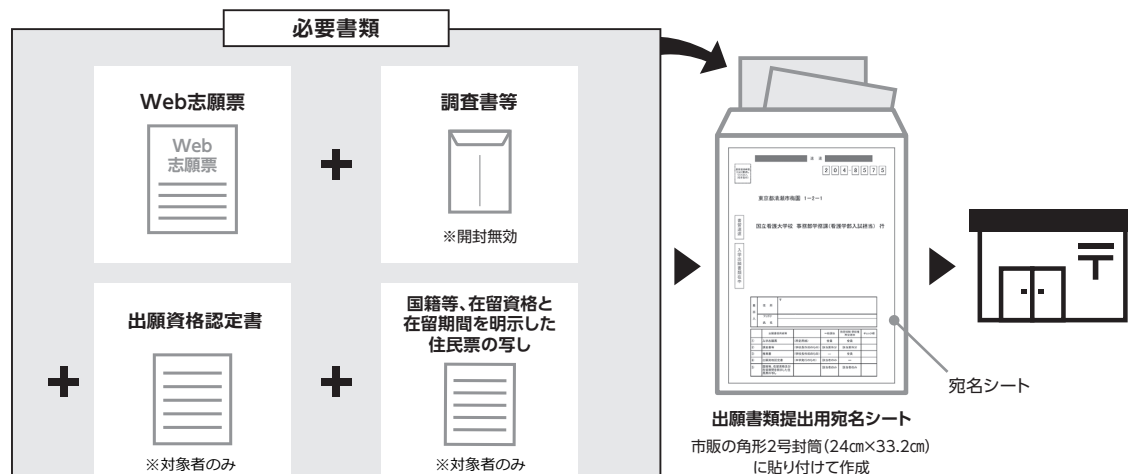 必要書類
Web志願票
Web
志願票
調査書等
※開封無効
出願資格認定書
※対象者のみ
国籍等、在留資格と
在留期間を明示した
住民票の写し
※対象者のみ
204-8575
東京都清瀬市梅園 1-2-1
国立看護大学校 事務部学務課(看護学部入試担当) 行
宛名シート
出願書類提出用宛名シート
市販の角形2号封筒(24㎝×33.2㎝)
に貼り付けて作成
〒